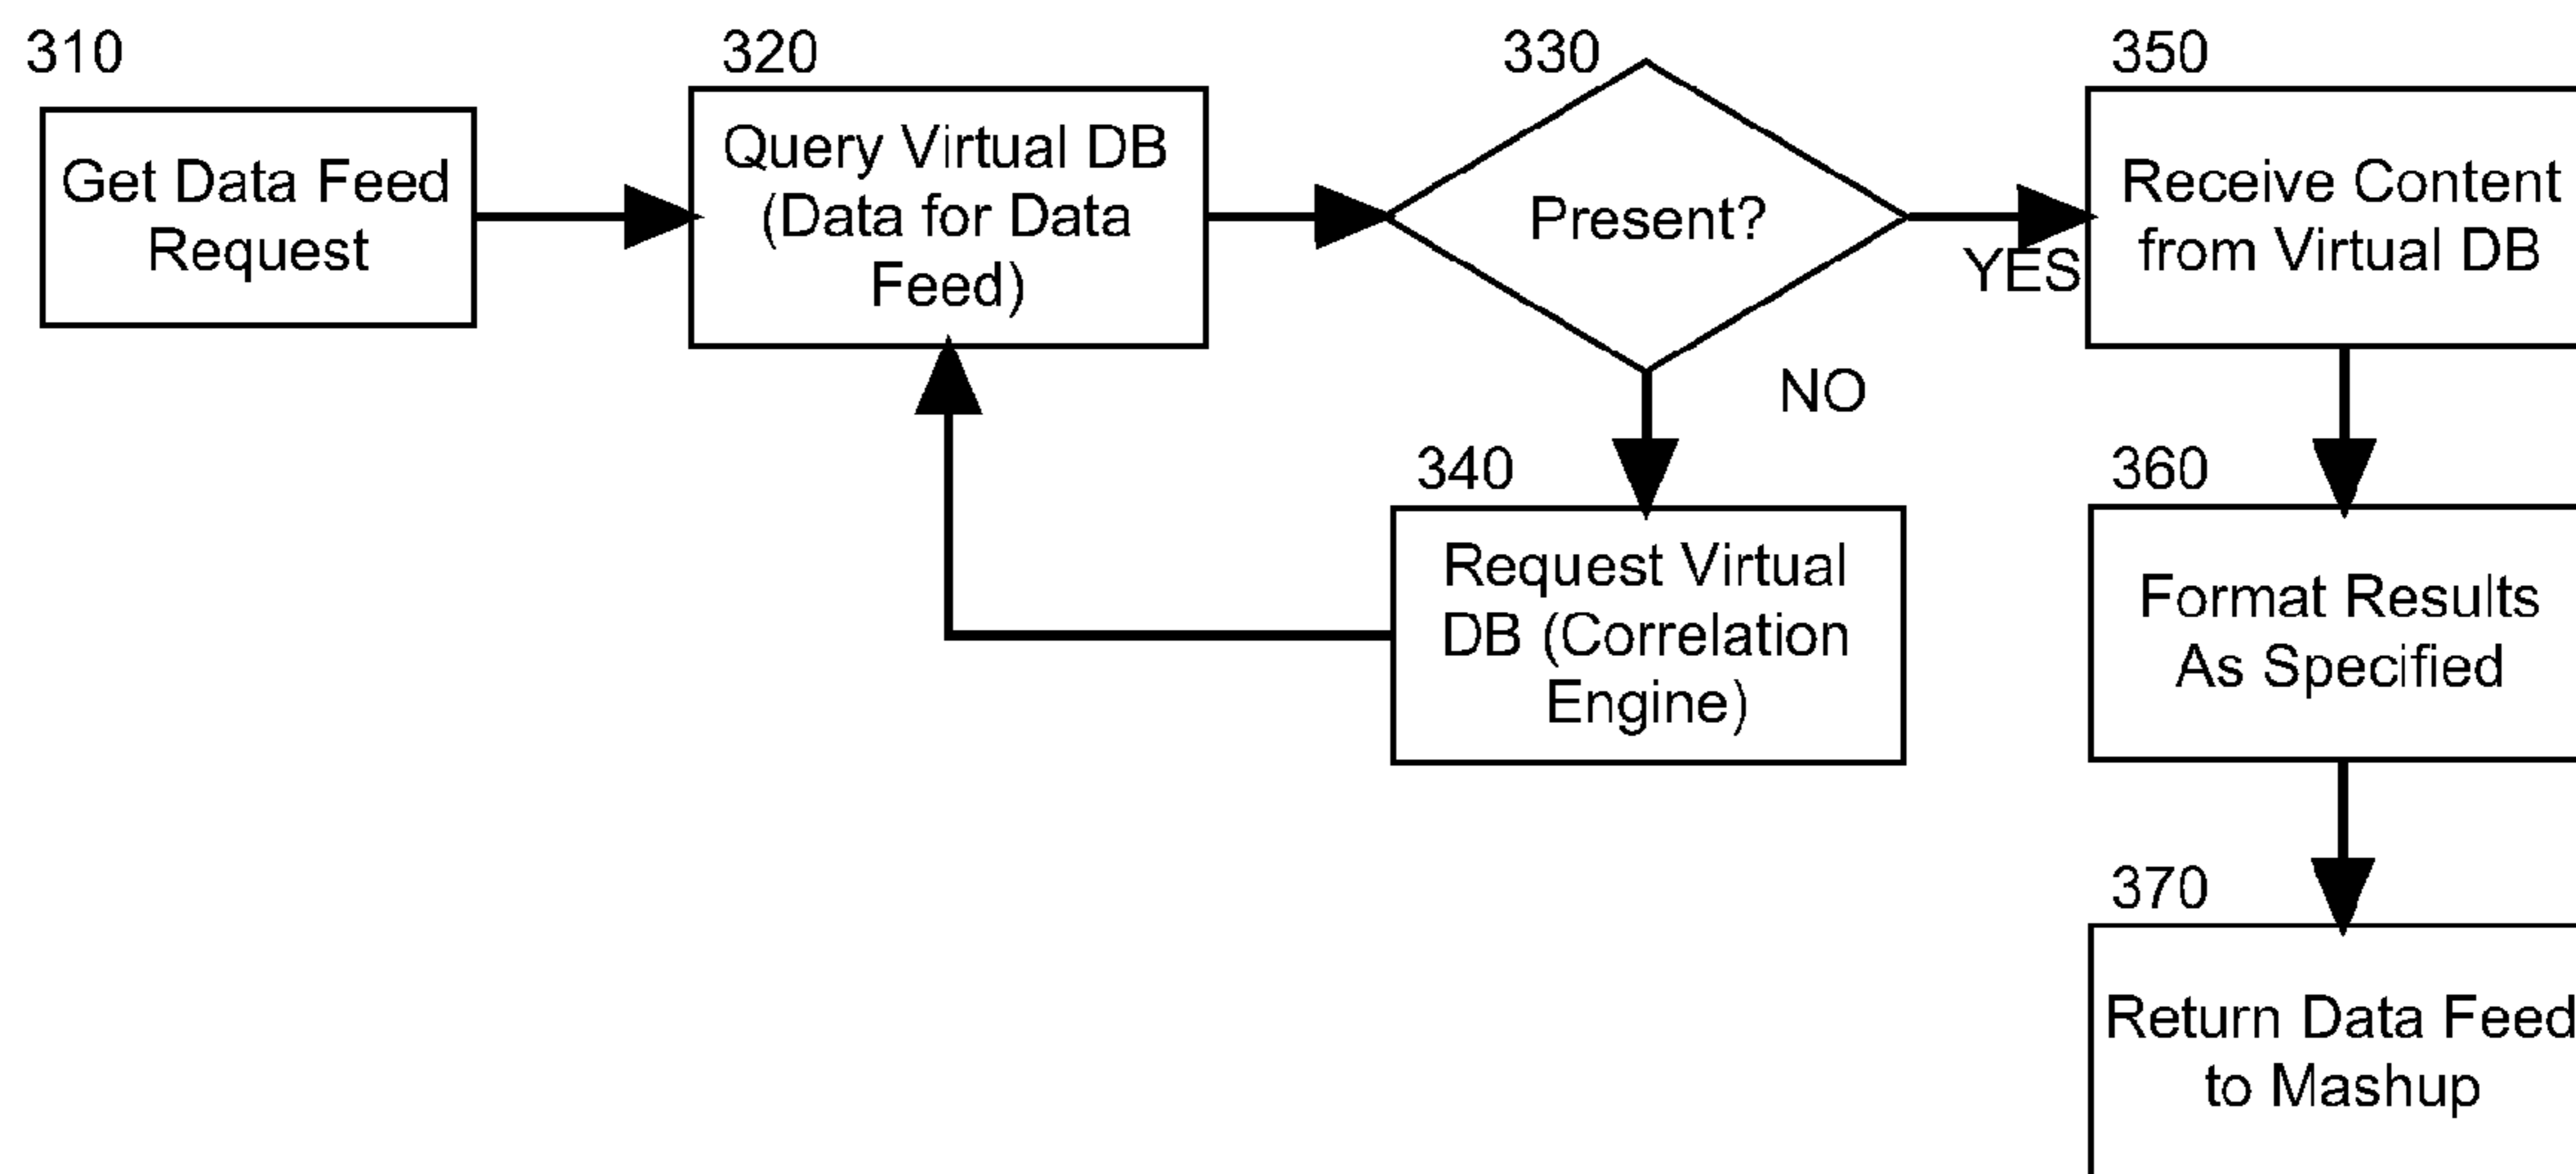 310
Get Data Feed
Request
320
Query Virtual DB
(Data for Data
Feed)
330
Present?
YES
NO
340
Request Virtual
DB (Correlation
Engine)
350
Receive Content
from Virtual DB
360
Format Results
As Specified
370
Return Data Feed
to Mashup